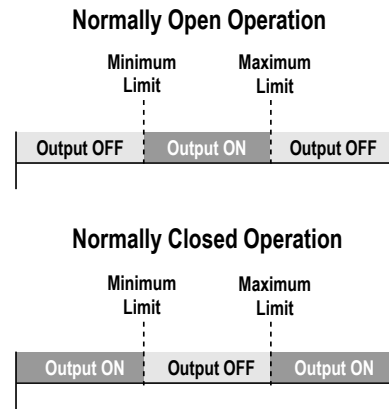 Normally Open Operation
Minimum Limit
Maximum Limit
Output OFF
Output ON
Output OFF
Normally Closed Operation
Minimum Limit
Maximum Limit
Output ON
Output OFF
Output ON